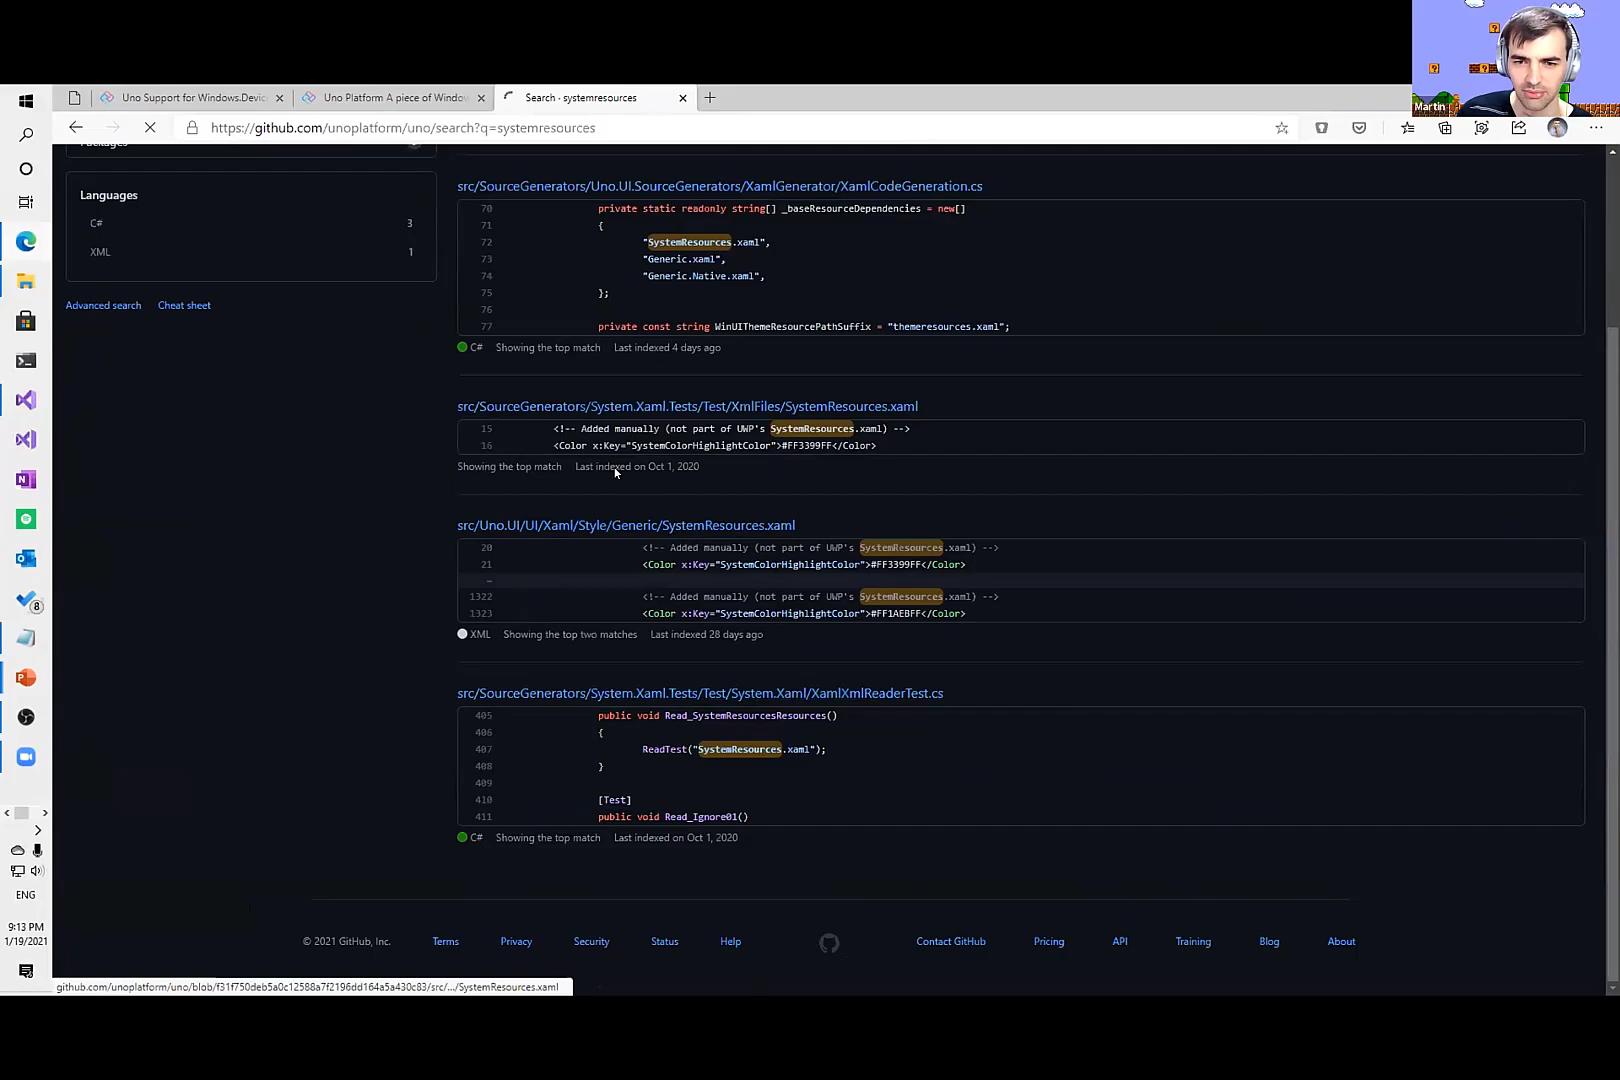 Martin
Uno Support for Windows.Devic
Uno Platform A piece of Window
Search · systemresources
https://github.com/unoplatform/uno/search?q=systemresources
Packages
Languages
C# 3
XML 1
Advanced search Cheat sheet
src/SourceGenerators/Uno.UI.SourceGenerators/XamlGenerator/XamlCodeGeneration.cs
70 private static readonly string[] _baseResourceDependencies = new[]
71 {
72 "SystemResources.xaml",
73 "Generic.xaml",
74 "Generic.Native.xaml",
75 };
76
77 private const string WinUIThemeResourcePathSuffix = "themeresources.xaml";
C# Showing the top match Last indexed 4 days ago
src/SourceGenerators/System.Xaml.Tests/Test/XmlFiles/SystemResources.xaml
15 <!-- Added manually (not part of UWP's SystemResources.xaml) -->
16 <Color x:Key="SystemColorHighlightColor">#FF3399FF</Color>
Showing the top match Last indexed on Oct 1, 2020
src/Uno.UI/UI/Xaml/Style/Generic/SystemResources.xaml
20 <!-- Added manually (not part of UWP's SystemResources.xaml) -->
21 <Color x:Key="SystemColorHighlightColor">#FF3399FF</Color>
1322 <!-- Added manually (not part of UWP's SystemResources.xaml) -->
1323 <Color x:Key="SystemColorHighlightColor">#FF1AEBFF</Color>
XML Showing the top two matches Last indexed 28 days ago
src/SourceGenerators/System.Xaml.Tests/Test/System.Xaml/XamlXmlReaderTest.cs
405 public void Read_SystemResourcesResources()
406 {
407 ReadTest("SystemResources.xaml");
408 }
409
410 [Test]
411 public void Read_Ignore01()
C# Showing the top match Last indexed on Oct 1, 2020
© 2021 GitHub, Inc. Terms Privacy Security Status Help Contact GitHub Pricing API Training Blog About
github.com/unoplatform/uno/blob/f31f750deb5a0c12588a7f2196dd164a5a430c83/src/.../SystemResources.xaml
8
ENG
9:13 PM
1/19/2021